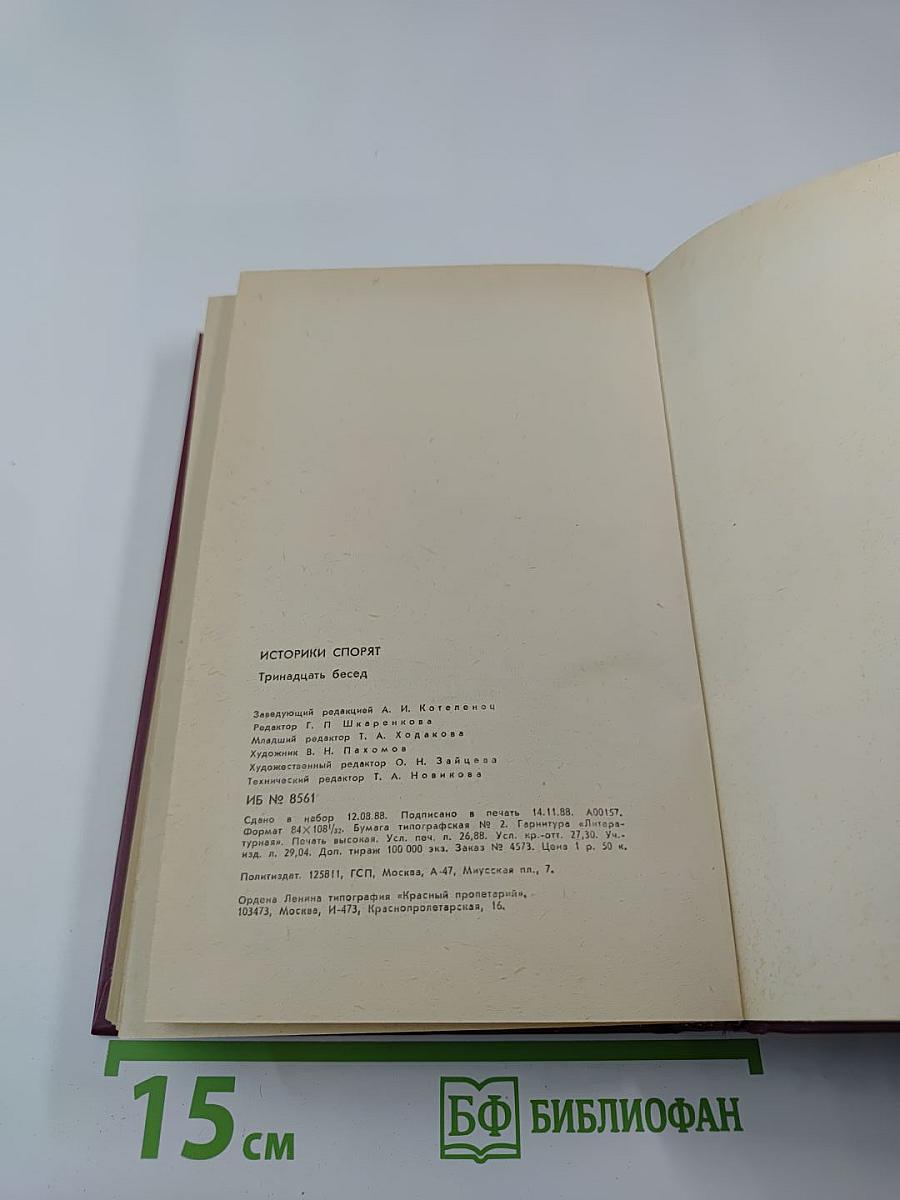 ИСТОРИКИ СПОРЯТ
Тринадцать бесед
Заведующий редакцией А. И. Котеленец
Редактор Г. П Шкаренкова
Младший редактор Т. А. Ходакова
Художник В. Н. Пахомов
Художественный редактор О. Н. Зайцева
Технический редактор Т. А. Новикова
ИБ № 8561
Сдано в набор 12.08.88. Подписано в печать 14.11.88. А00157.
Формат 84×108¹/₃₂. Бумага типографская № 2. Гарнитура «Литера-
турная». Печать высокая. Усл. печ. л. 26,88. Усл. кр.-отт. 27,30. Уч.-
изд. л. 29,04. Доп. тираж 100 000 экз. Заказ № 4573. Цена 1 р. 50 к.
Политиздат. 125811, ГСП, Москва, А-47, Миусская пл., 7.
Ордена Ленина типография «Красный пролетарий».
103473, Москва, И-473, Краснопролетарская, 16.
15 см
БФ БИБЛИОФАН